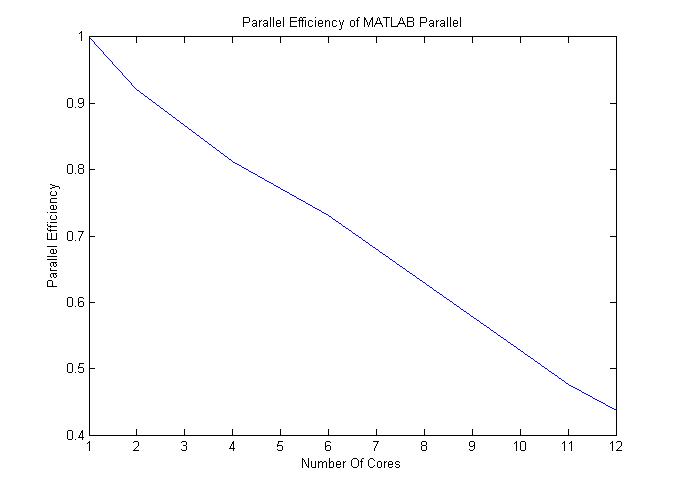 Parallel Efficiency of MATLAB Parallel
1
0.9
0.8
0.7
0.6
0.5
0.4
Parallel Efficiency
1 2 3 4 5 6 7 8 9 10 11 12
Number Of Cores